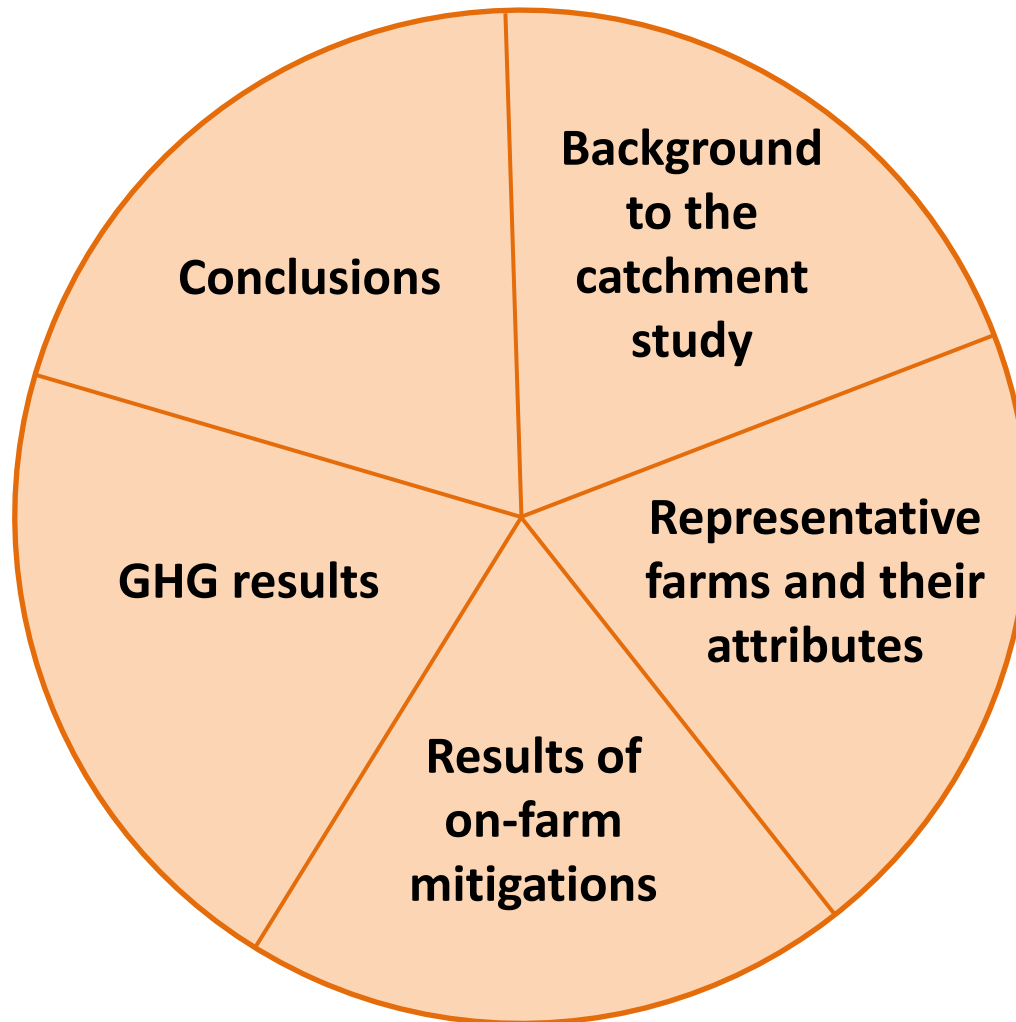 Background
to the
catchment
study
Representative
farms and their
attributes
Results of
on-farm
mitigations
GHG results
Conclusions